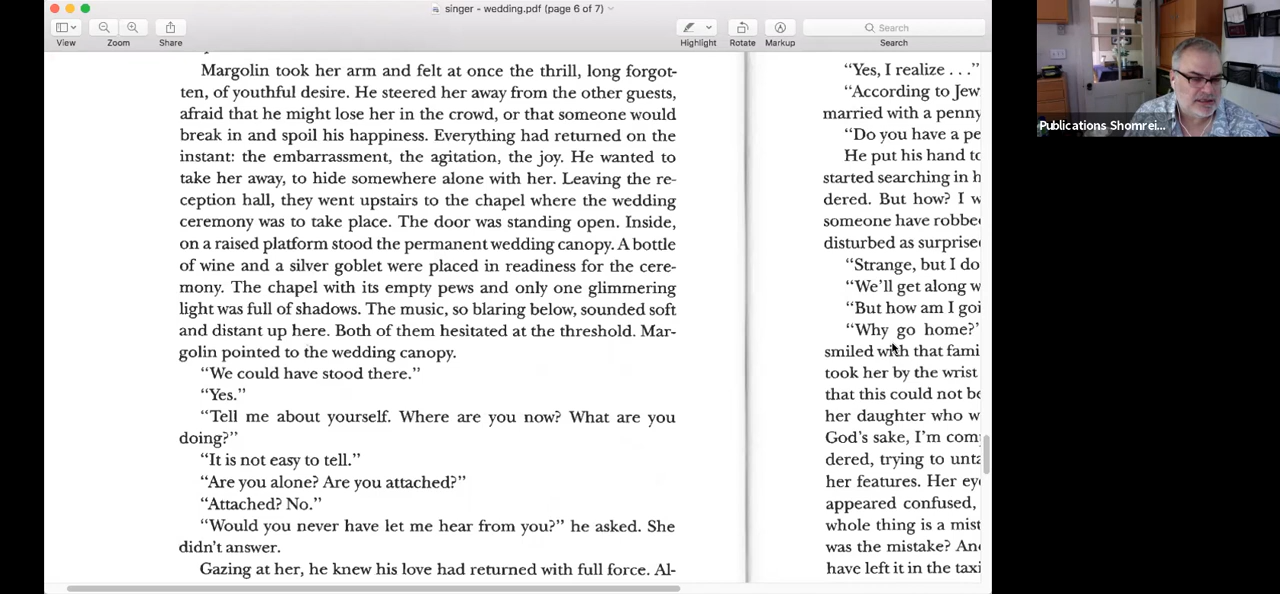 singer - wedding.pdf (page 6 of 7)
View
Zoom
Share
Highlight
Rotate
Markup
Search
Search
Margolin took her arm and felt at once the thrill, long forgot-
ten, of youthful desire. He steered her away from the other guests,
afraid that he might lose her in the crowd, or that someone would
break in and spoil his happiness. Everything had returned on the
instant: the embarrassment, the agitation, the joy. He wanted to
take her away, to hide somewhere alone with her. Leaving the re-
ception hall, they went upstairs to the chapel where the wedding
ceremony was to take place. The door was standing open. Inside,
on a raised platform stood the permanent wedding canopy. A bottle
of wine and a silver goblet were placed in readiness for the cere-
mony. The chapel with its empty pews and only one glimmering
light was full of shadows. The music, so blaring below, sounded soft
and distant up here. Both of them hesitated at the threshold. Mar-
golin pointed to the wedding canopy.
“We could have stood there.”
“Yes.”
“Tell me about yourself. Where are you now? What are you
doing?”
“It is not easy to tell.”
“Are you alone? Are you attached?”
“Attached? No.”
“Would you never have let me hear from you?” he asked. She
didn’t answer.
Gazing at her, he knew his love had returned with full force. Al-
“Yes, I realize . . .”
“According to Jew
married with a penny
“Do you have a pe
He put his hand to
started searching in h
dered. But how? I w
someone have robbe
disturbed as surprise
“Strange, but I do
“We’ll get along w
“But how am I goi
“Why go home?’
smiled with that fami
took her by the wrist
that this could not be
her daughter who w
God’s sake, I’m com
dered, trying to unta
her features. Her eye
appeared confused,
whole thing is a mist
was the mistake? And
have left it in the taxi
Publications Shomrei...